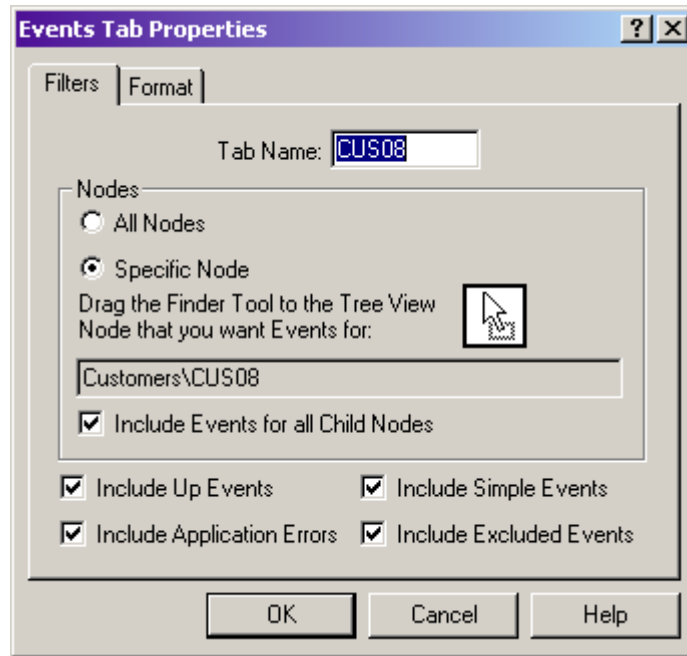 Events Tab Properties
Filters Format
Tab Name: CUS08
Nodes
All Nodes
Specific Node
Drag the Finder Tool to the Tree View
Node that you want Events for:
Customers\CUS08
Include Events for all Child Nodes
Include Up Events Include Simple Events
Include Application Errors Include Excluded Events
OK Cancel Help